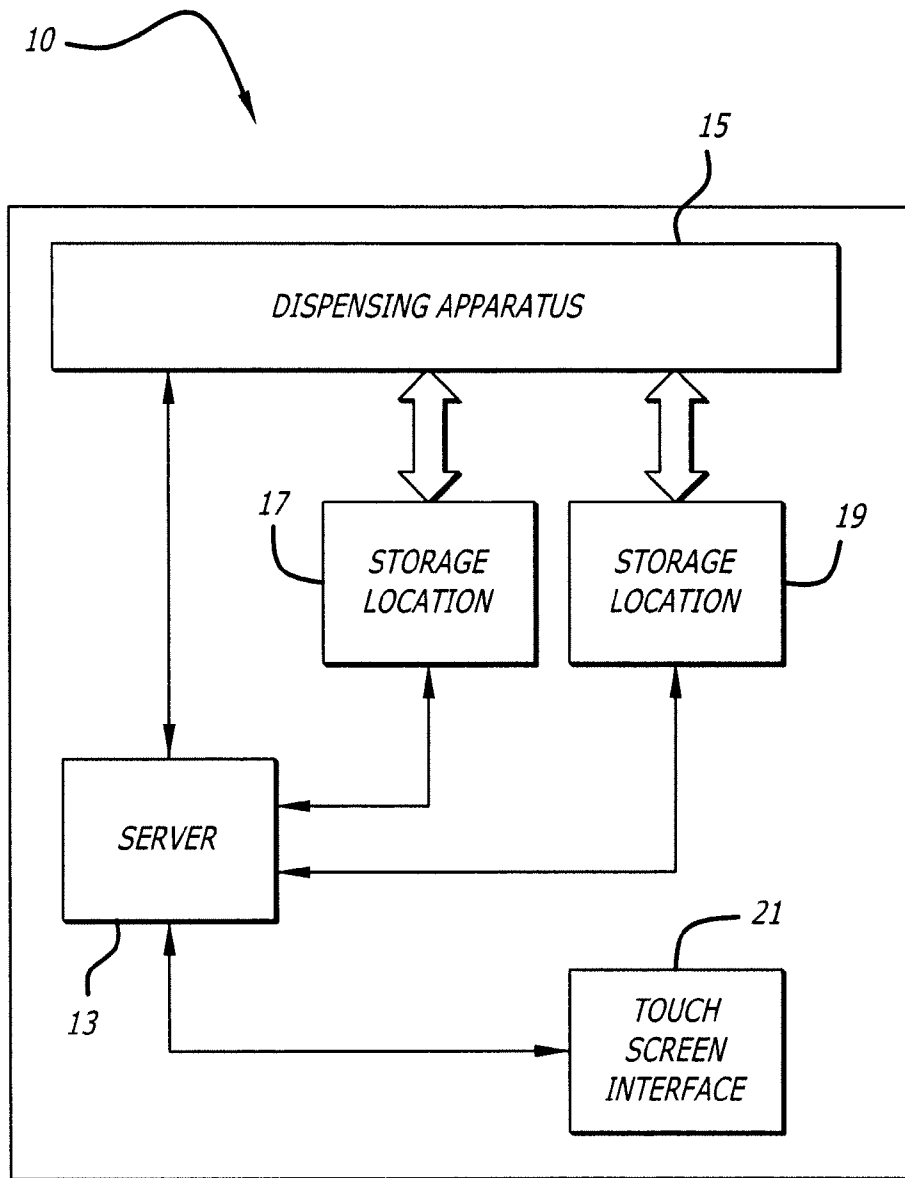 10
15
DISPENSING APPARATUS
17
STORAGE
LOCATION
STORAGE
LOCATION
19
SERVER
13
21
TOUCH
SCREEN
INTERFACE